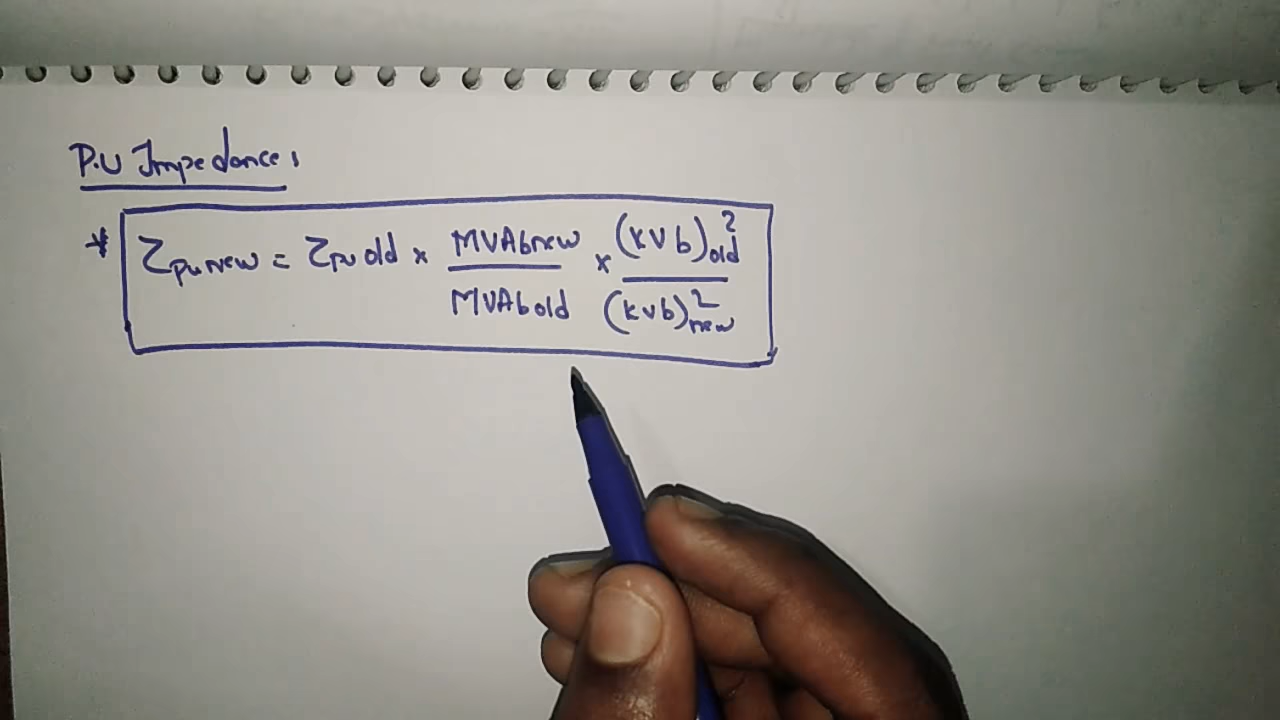 P.U Impedance:
* Zpu new = Zpu old × MVAb new / MVAb old × (kVb)²old / (kVb)²new